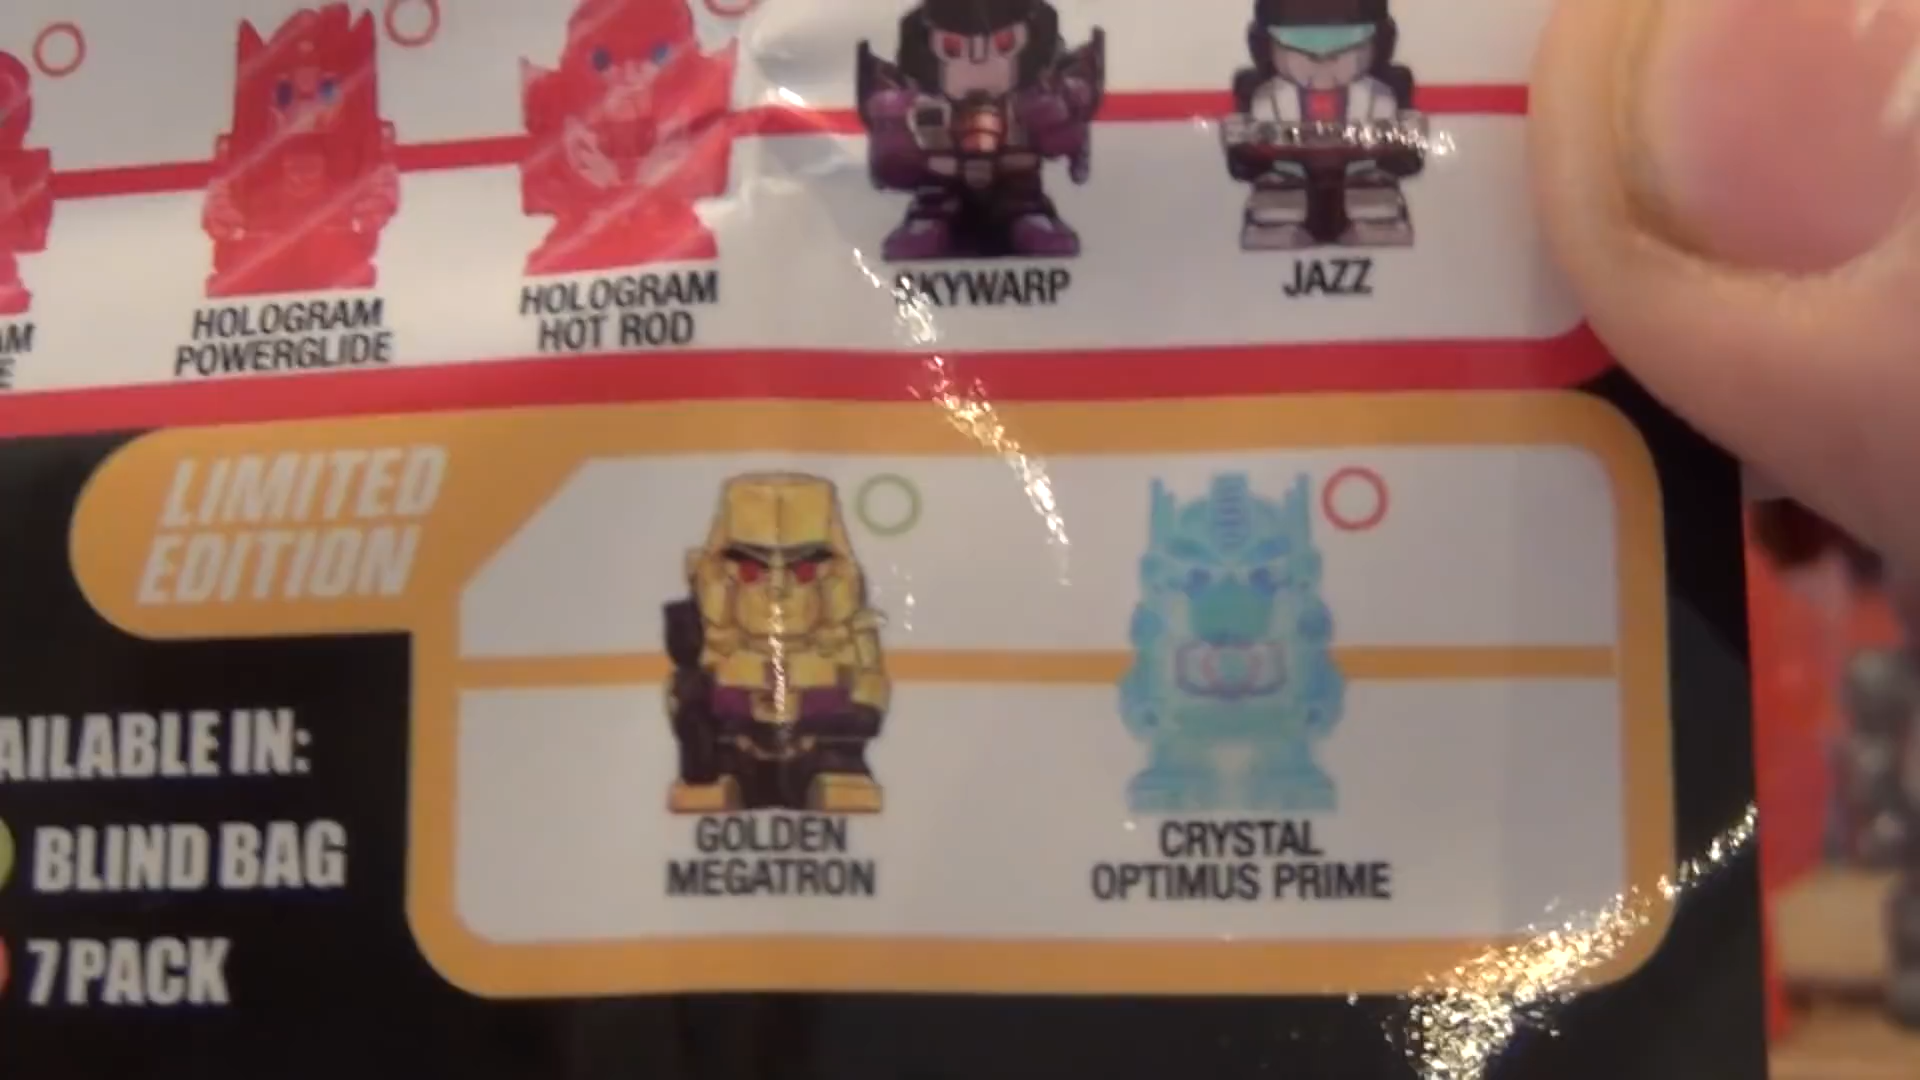 HOLOGRAM
POWERGLIDE
HOLOGRAM
HOT ROD
SKYWARP
JAZZ
LIMITED
EDITION
GOLDEN
MEGATRON
CRYSTAL
OPTIMUS PRIME
AILABLE IN:
BLIND BAG
7 PACK